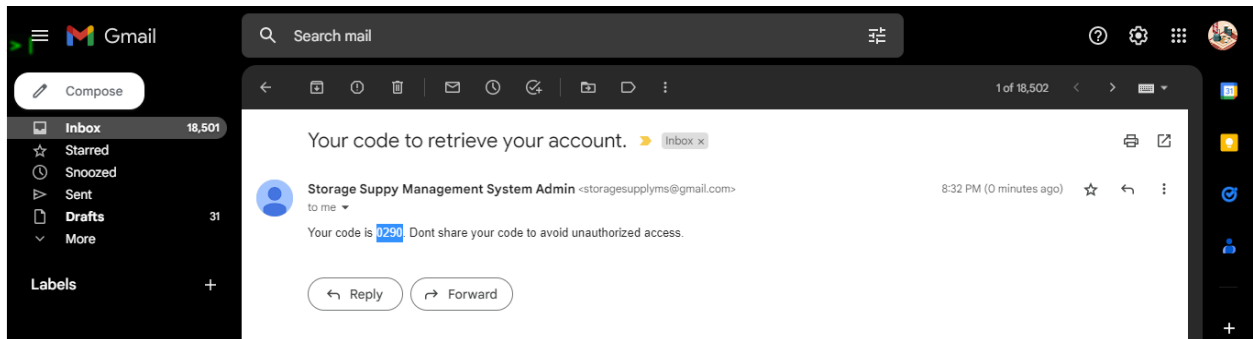 Gmail
Search mail
Compose
1 of 18,502
31
Inbox 18,501
Starred
Snoozed
Sent
Drafts 31
More
Labels
Your code to retrieve your account. Inbox x
Storage Suppy Management System Admin <storagesupplyms@gmail.com> 8:32 PM (0 minutes ago)
to me
Your code is 0290. Dont share your code to avoid unauthorized access.
Reply Forward